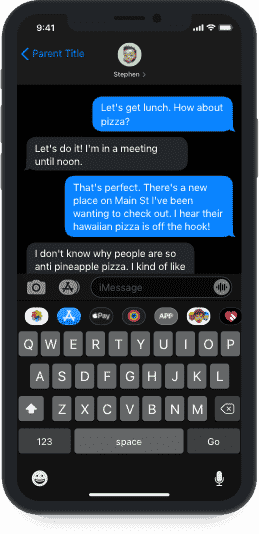 9:41
Parent Title
Stephen
Let's get lunch. How about
pizza?
Let's do it! I'm in a meeting
until noon.
That's perfect. There's a new
place on Main St I've been
wanting to check out. I hear their
hawaiian pizza is off the hook!
I don't know why people are so
anti pineapple pizza. I kind of like
iMessage
Pay
APP
Q W E R T Y U I O P
A S D F G H J K L
Z X C V B N M
123 space Go